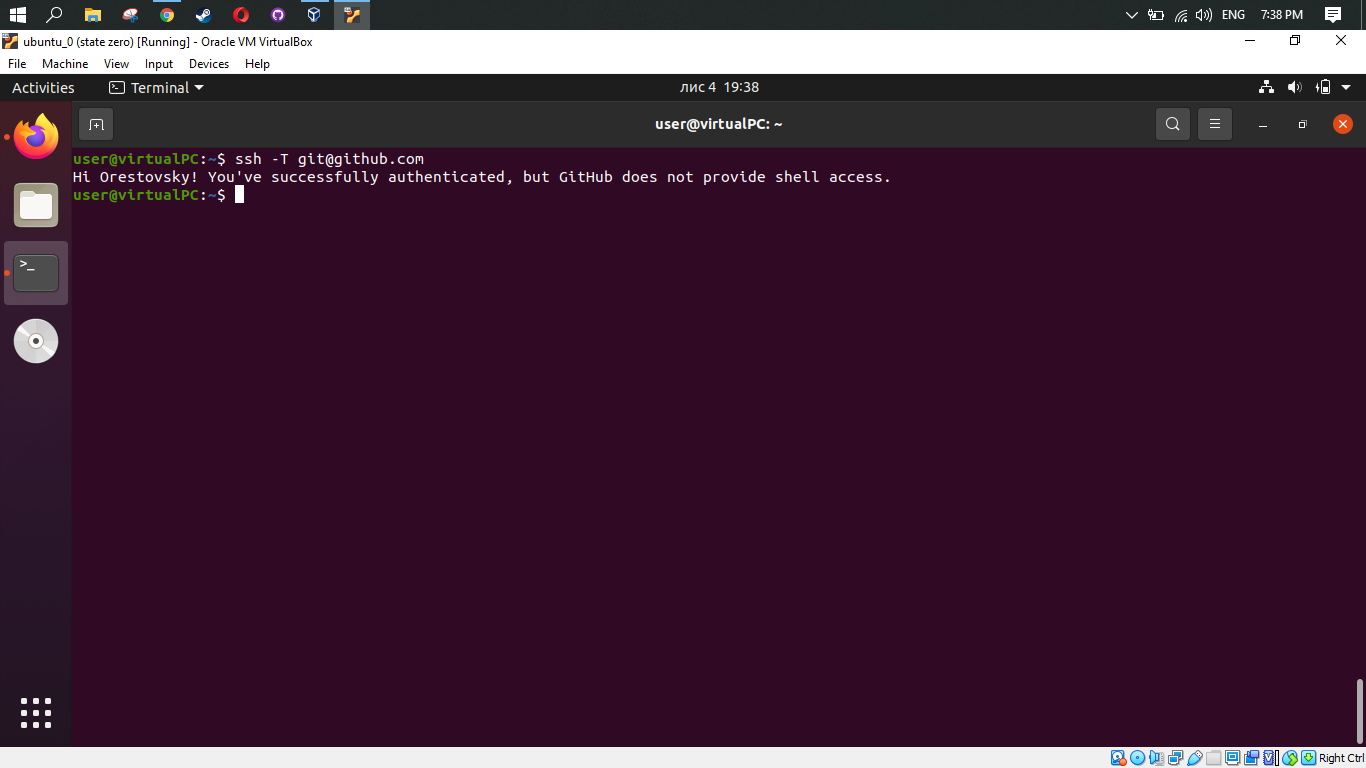 ENG 7:38 PM
ubuntu_0 (state zero) [Running] - Oracle VM VirtualBox
File Machine View Input Devices Help
Activities Terminal лис 4 19:38
user@virtualPC: ~
user@virtualPC:~$ ssh -T git@github.com
Hi Orestovsky! You've successfully authenticated, but GitHub does not provide shell access.
user@virtualPC:~$
>_
Right Ctrl